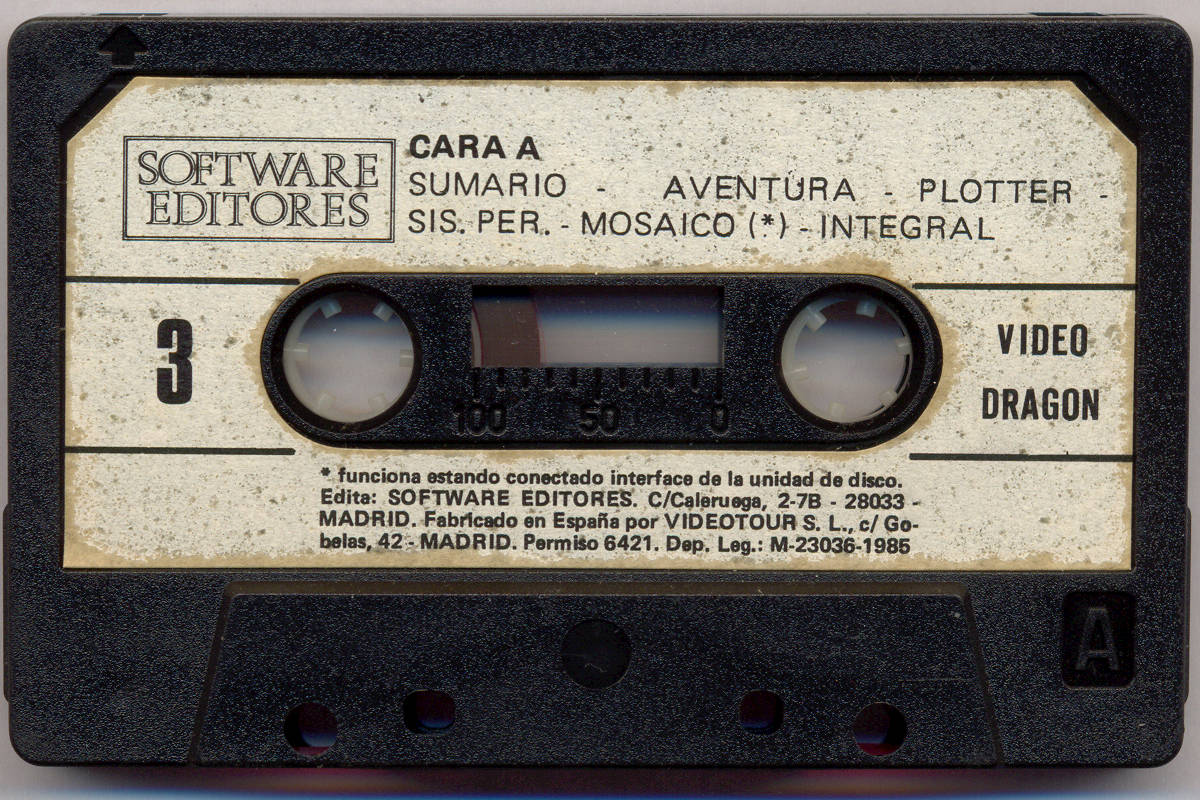 SOFTWARE
EDITORES
CARA A
SUMARIO - AVENTURA - PLOTTER -
SIS. PER. - MOSAICO (*) - INTEGRAL
3
VIDEO
DRAGON
100 50 0
* funciona estando conectado interface de la unidad de disco.
Edita: SOFTWARE EDITORES. C/Caleruega, 2-7B - 28033 -
MADRID. Fabricado en España por VIDEOTOUR S. L., c/ Go-
belas, 42 - MADRID. Permiso 6421. Dep. Leg.: M-23036-1985
A